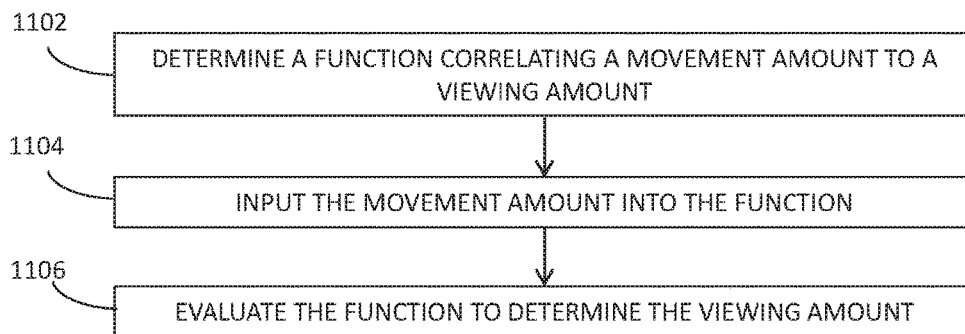 1102
DETERMINE A FUNCTION CORRELATING A MOVEMENT AMOUNT TO A
VIEWING AMOUNT
1104
INPUT THE MOVEMENT AMOUNT INTO THE FUNCTION
1106
EVALUATE THE FUNCTION TO DETERMINE THE VIEWING AMOUNT